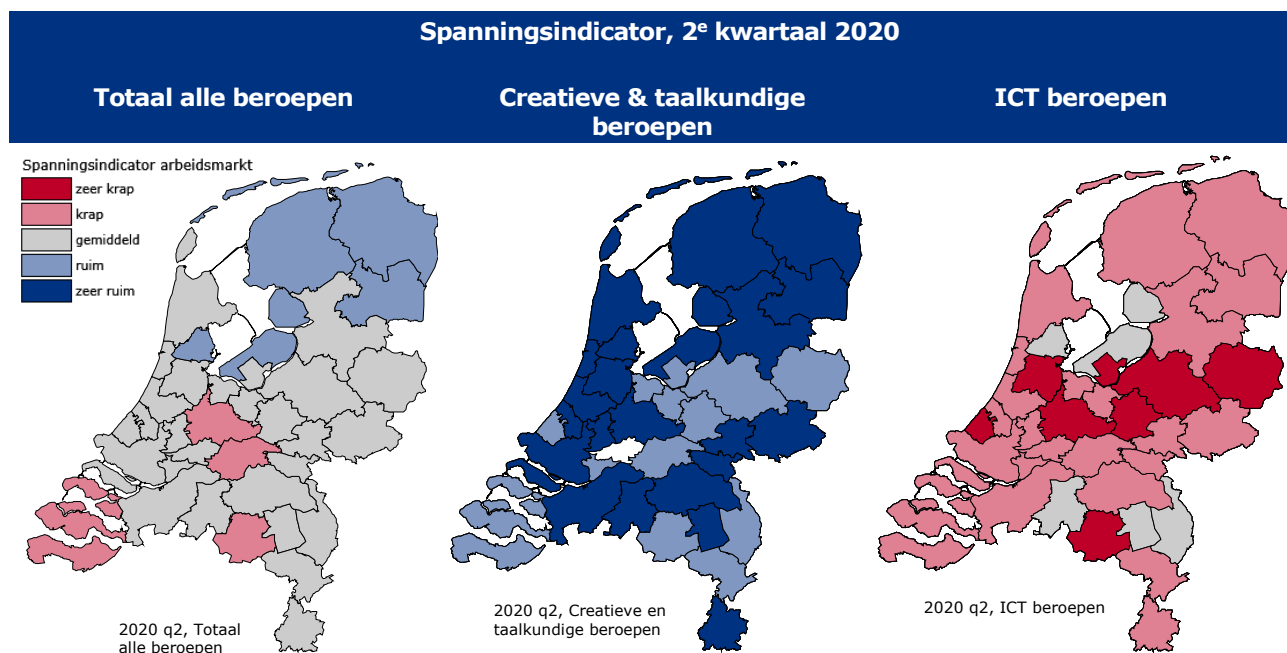 Spanningsindicator, 2e kwartaal 2020
Totaal alle beroepen
Creatieve & taalkundige
beroepen
ICT beroepen
Spanningsindicator arbeidsmarkt
zeer krap
krap
gemiddeld
ruim
zeer ruim
2020 q2, Totaal
alle beroepen
2020 q2, Creatieve en
taalkundige beroepen
2020 q2, ICT beroepen